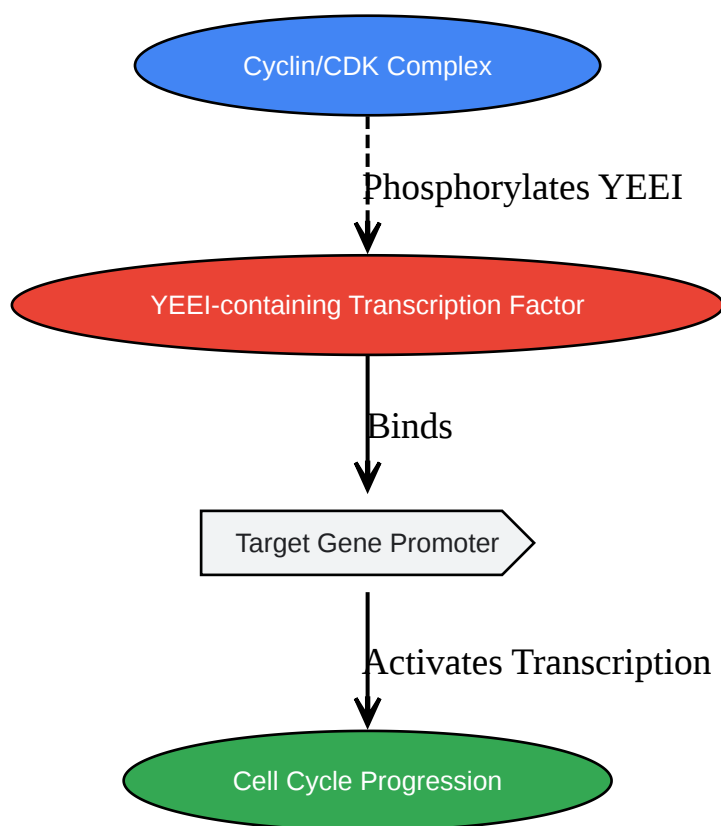 Cyclin/CDK Complex
Phosphorylates YEEI
YEEI-containing Transcription Factor
Binds
Target Gene Promoter
Activates Transcription
Cell Cycle Progression